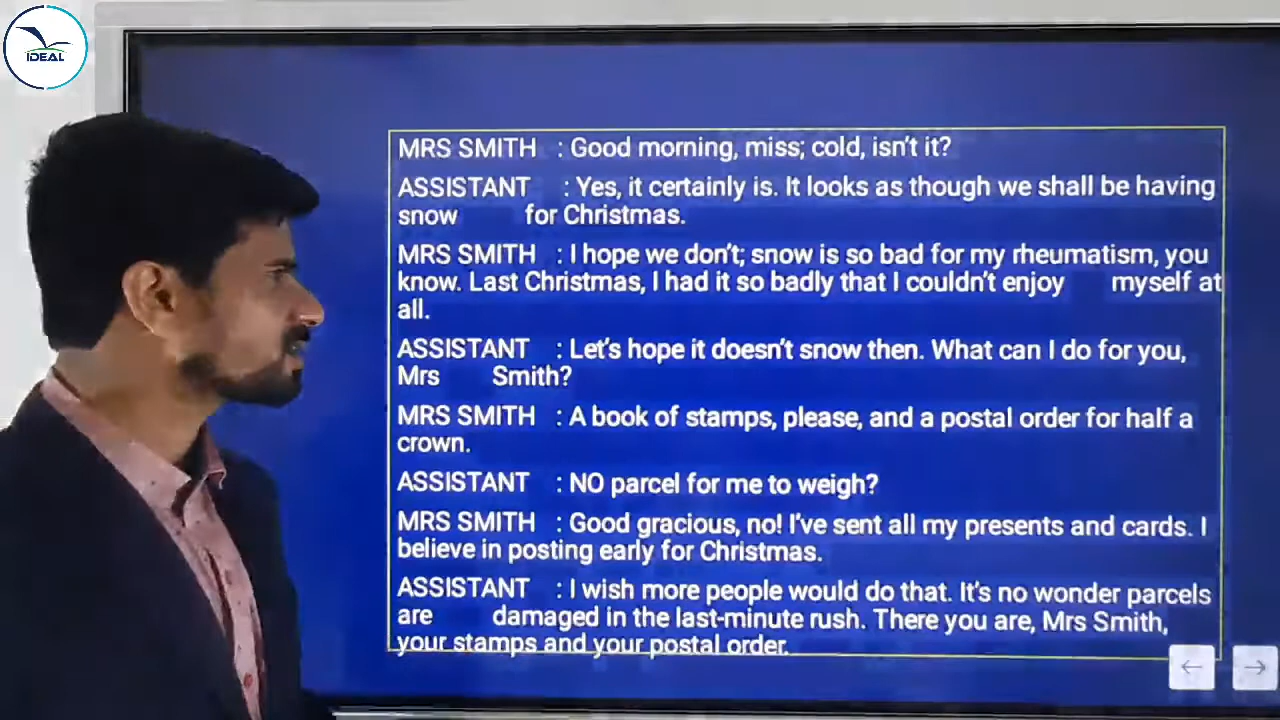 IDEAL
MRS SMITH : Good morning, miss; cold, isn't it?
ASSISTANT : Yes, it certainly is. It looks as though we shall be having
snow for Christmas.
MRS SMITH : I hope we don't; snow is so bad for my rheumatism, you
know. Last Christmas, I had it so badly that I couldn't enjoy myself at
all.
ASSISTANT : Let's hope it doesn't snow then. What can I do for you,
Mrs Smith?
MRS SMITH : A book of stamps, please, and a postal order for half a
crown.
ASSISTANT : NO parcel for me to weigh?
MRS SMITH : Good gracious, no! I've sent all my presents and cards. I
believe in posting early for Christmas.
ASSISTANT : I wish more people would do that. It's no wonder parcels
are damaged in the last-minute rush. There you are, Mrs Smith,
your stamps and your postal order.